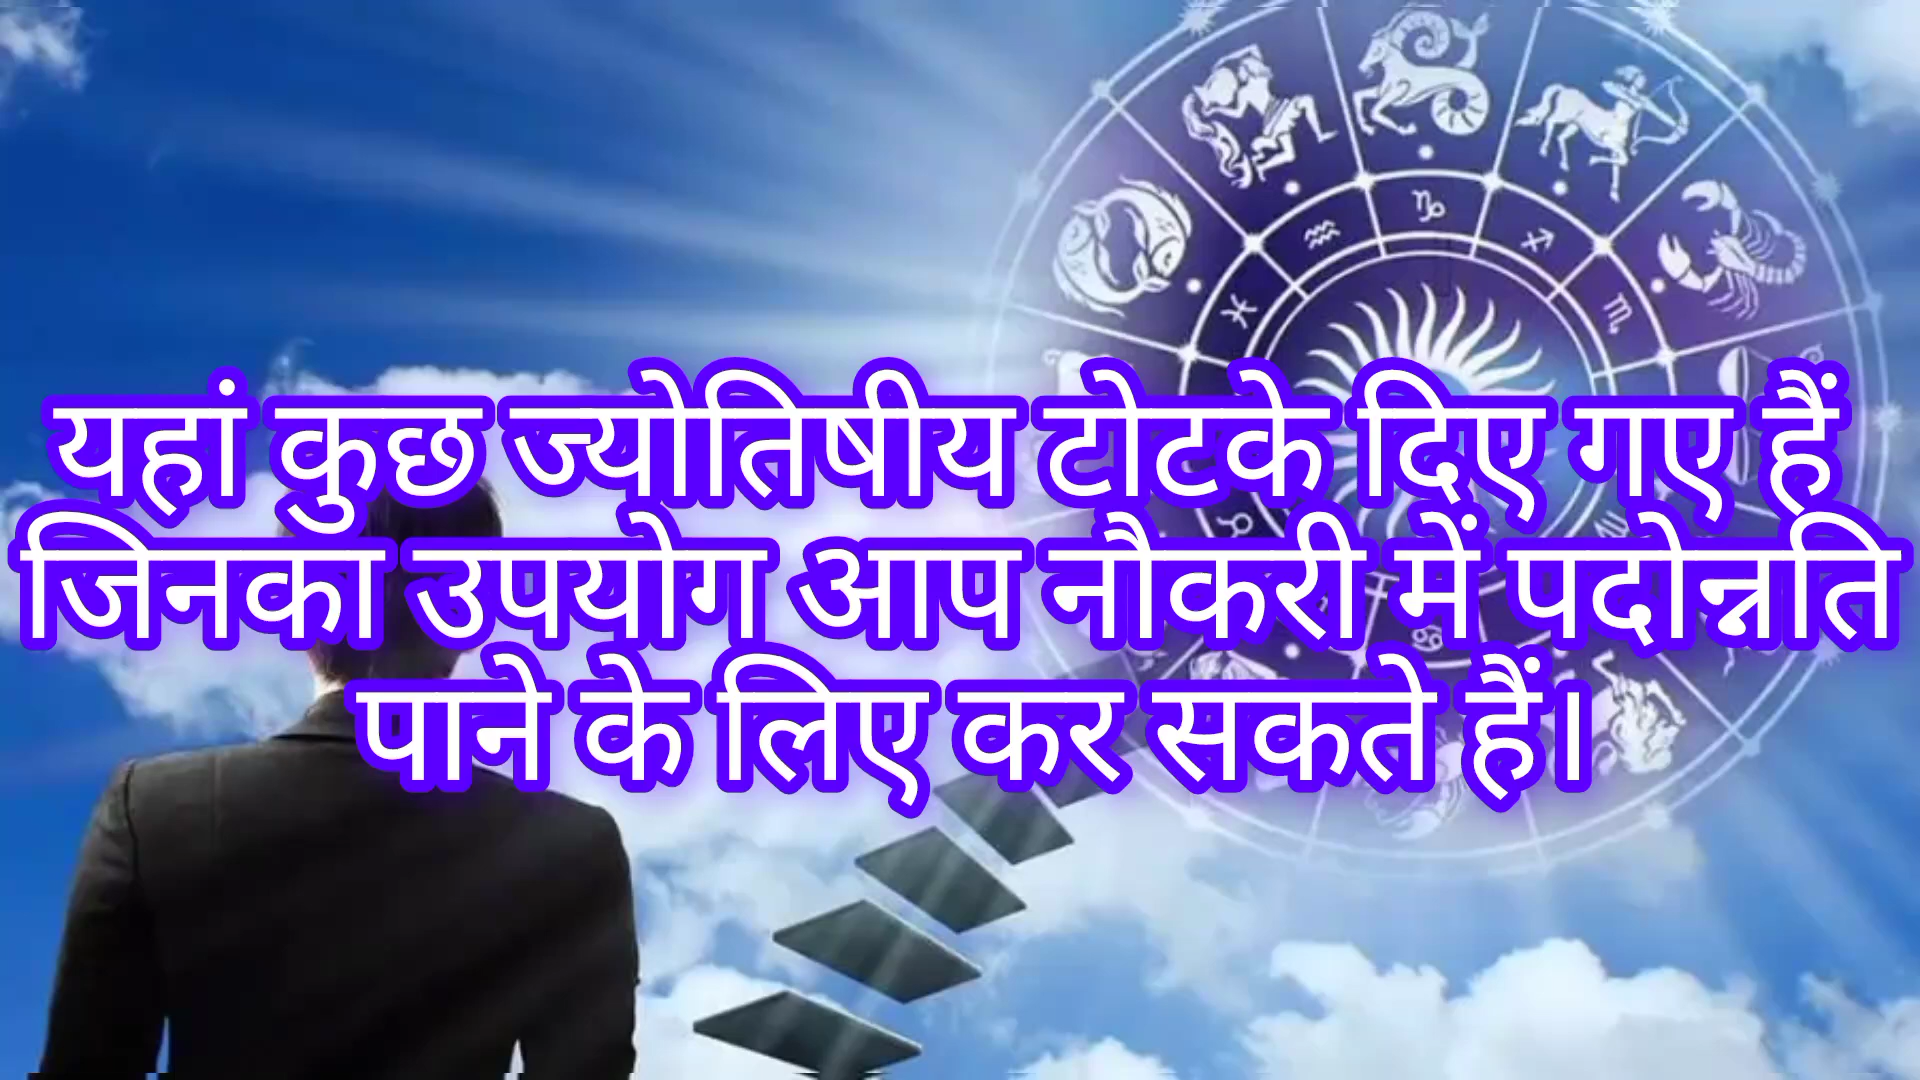 यहां कुछ ज्योतिषीय टोटके दिए गए हैं
जिनका उपयोग आप नौकरी में पदोन्नति
पाने के लिए कर सकते हैं।